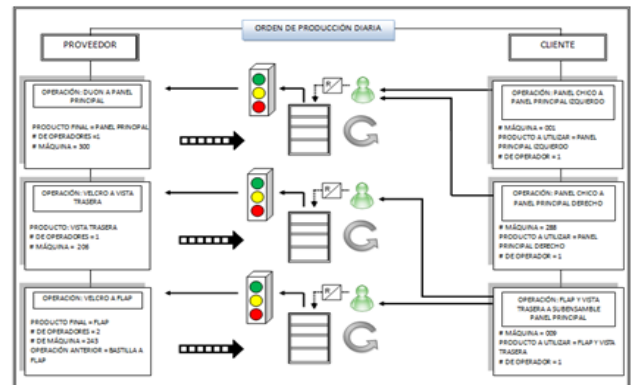 ORDEN DE PRODUCCIÓN DIARIA
PROVEEDOR
CLIENTE
OPERACIÓN: DUON A PANEL
PRINCIPAL
PRODUCTO FINAL = PANEL PRINCIPAL
# DE OPERADORES =1
# MÁQUINA = 300
OPERACIÓN: VELCRO A VISTA
TRASERA
PRODUCTO: VISTA TRASERA
# DE OPERADORES = 1
# MÁQUINA = 206
OPERACIÓN: VELCRO A FLAP
PRODUCTO FINAL = FLAP
# DE OPERADORES = 2
# DE MÁQUINA = 243
OPERACIÓN ANTERIOR = BASTILLA A
FLAP
R
R
R
OPERACIÓN: PANEL CHICO A
PANEL PRINCIPAL IZQUIERDO
# MÁQUINA = 001
PRODUCTO A UTILIZAR = PANEL
PRINCIPAL IZQUIERDO
# DE OPERADOR = 1
OPERACIÓN: PANEL CHICO A
PANEL PRINCIPAL DERECHO
# MÁQUINA = 288
PRODUCTO A UTILIZAR = PANEL
PRINCIPAL DERECHO
# DE OPERADOR = 1
OPERACIÓN: FLAP Y VISTA
TRASERA A SUBENSAMBLE
PANEL PRINCIPAL
# MÁQUINA = 009
PRODUCTO A UTILIZAR = FLAP Y VISTA
TRASERA
# DE OPERADOR = 1